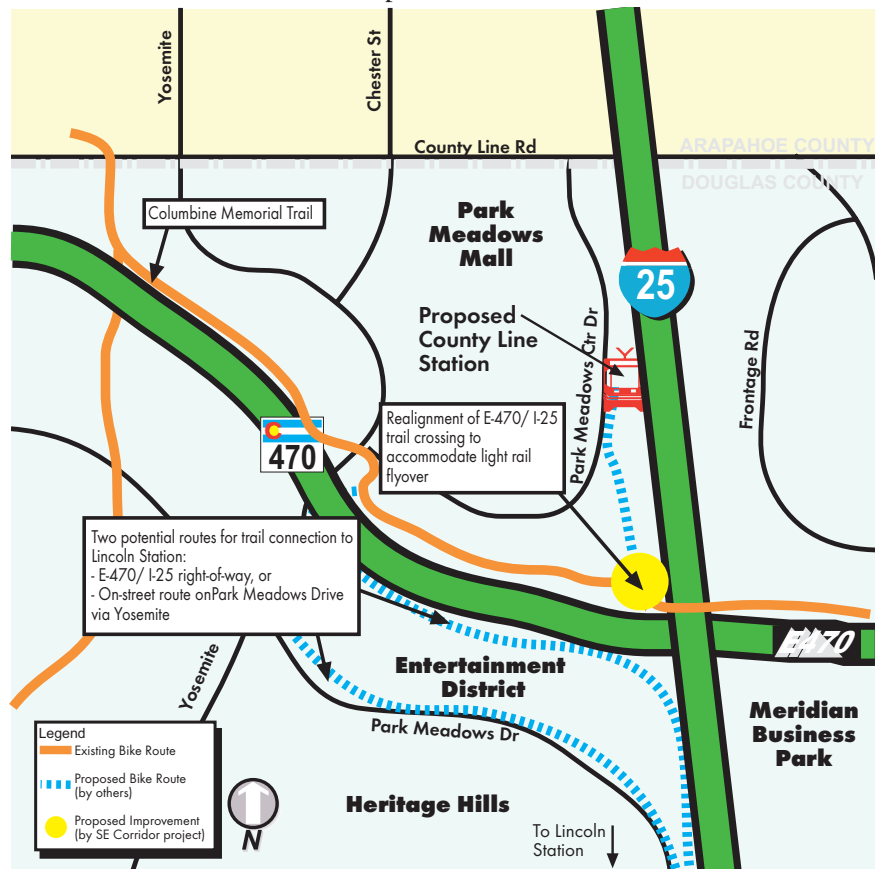 Yosemite
Chester St
County Line Rd
ARAPAHOE COUNTY
DOUGLAS COUNTY
Columbine Memorial Trail
Park
Meadows
Mall
25
Proposed
County Line
Station
Park Meadows Ctr Dr
Frontage Rd
Realignment of E-470/ I-25
trail crossing to
accommodate light rail
flyover
470
Two potential routes for trail connection to
Lincoln Station:
- E-470/ I-25 right-of-way, or
- On-street route onPark Meadows Drive
via Yosemite
E470
Entertainment
District
Yosemite
Park Meadows Dr
Meridian
Business
Park
Legend
Existing Bike Route
Proposed Bike Route
(by others)
Proposed Improvement
(by SE Corridor project)
N
Heritage Hills
To Lincoln
Station